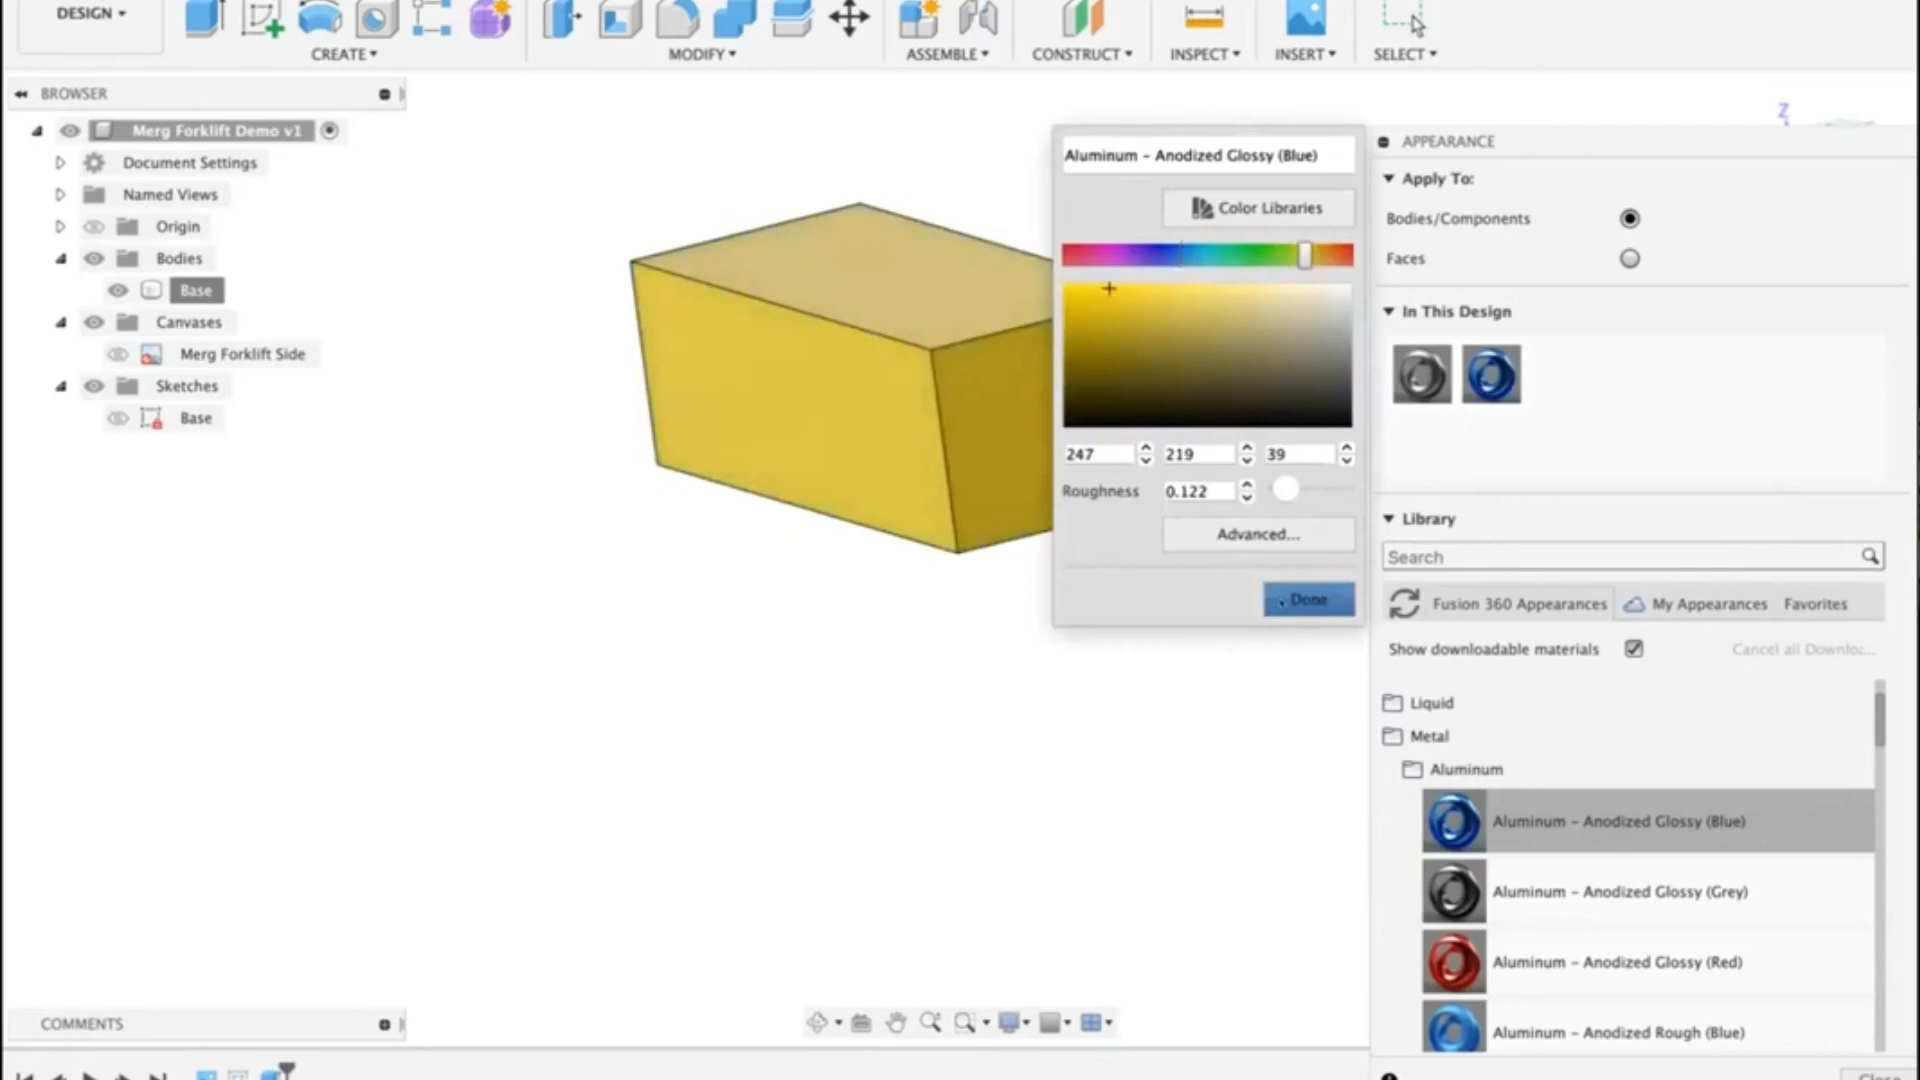 DESIGN
CREATE
MODIFY
ASSEMBLE
CONSTRUCT
INSPECT
INSERT
SELECT
BROWSER
Merg Forklift Demo v1
Document Settings
Named Views
Origin
Bodies
Base
Canvases
Merg Forklift Side
Sketches
Base
Z
Aluminum - Anodized Glossy (Blue)
Color Libraries
247 219 39
Roughness 0.122
Advanced...
Done
APPEARANCE
Apply To:
Bodies/Components
Faces
In This Design
Library
Search
Fusion 360 Appearances My Appearances Favorites
Show downloadable materials Cancel all Downloa...
Liquid
Metal
Aluminum
Aluminum - Anodized Glossy (Blue)
Aluminum - Anodized Glossy (Grey)
Aluminum - Anodized Glossy (Red)
Aluminum - Anodized Rough (Blue)
COMMENTS
Close